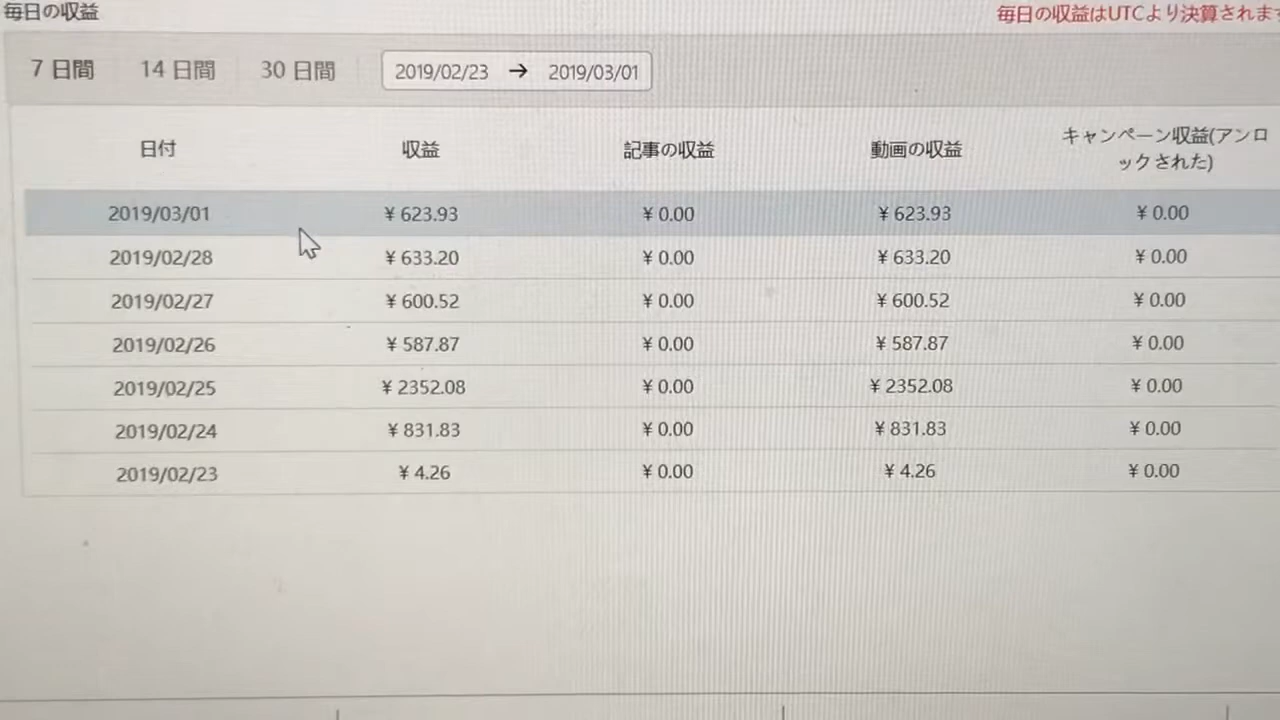 毎日の収益
毎日の収益はUTCより決算されます
7 日間 14 日間 30 日間 2019/02/23 → 2019/03/01
日付 収益 記事の収益 動画の収益 キャンペーン収益(アンロ
ックされた)
2019/03/01 ¥ 623.93 ¥ 0.00 ¥ 623.93 ¥ 0.00
2019/02/28 ¥ 633.20 ¥ 0.00 ¥ 633.20 ¥ 0.00
2019/02/27 ¥ 600.52 ¥ 0.00 ¥ 600.52 ¥ 0.00
2019/02/26 ¥ 587.87 ¥ 0.00 ¥ 587.87 ¥ 0.00
2019/02/25 ¥ 2352.08 ¥ 0.00 ¥ 2352.08 ¥ 0.00
2019/02/24 ¥ 831.83 ¥ 0.00 ¥ 831.83 ¥ 0.00
2019/02/23 ¥ 4.26 ¥ 0.00 ¥ 4.26 ¥ 0.00